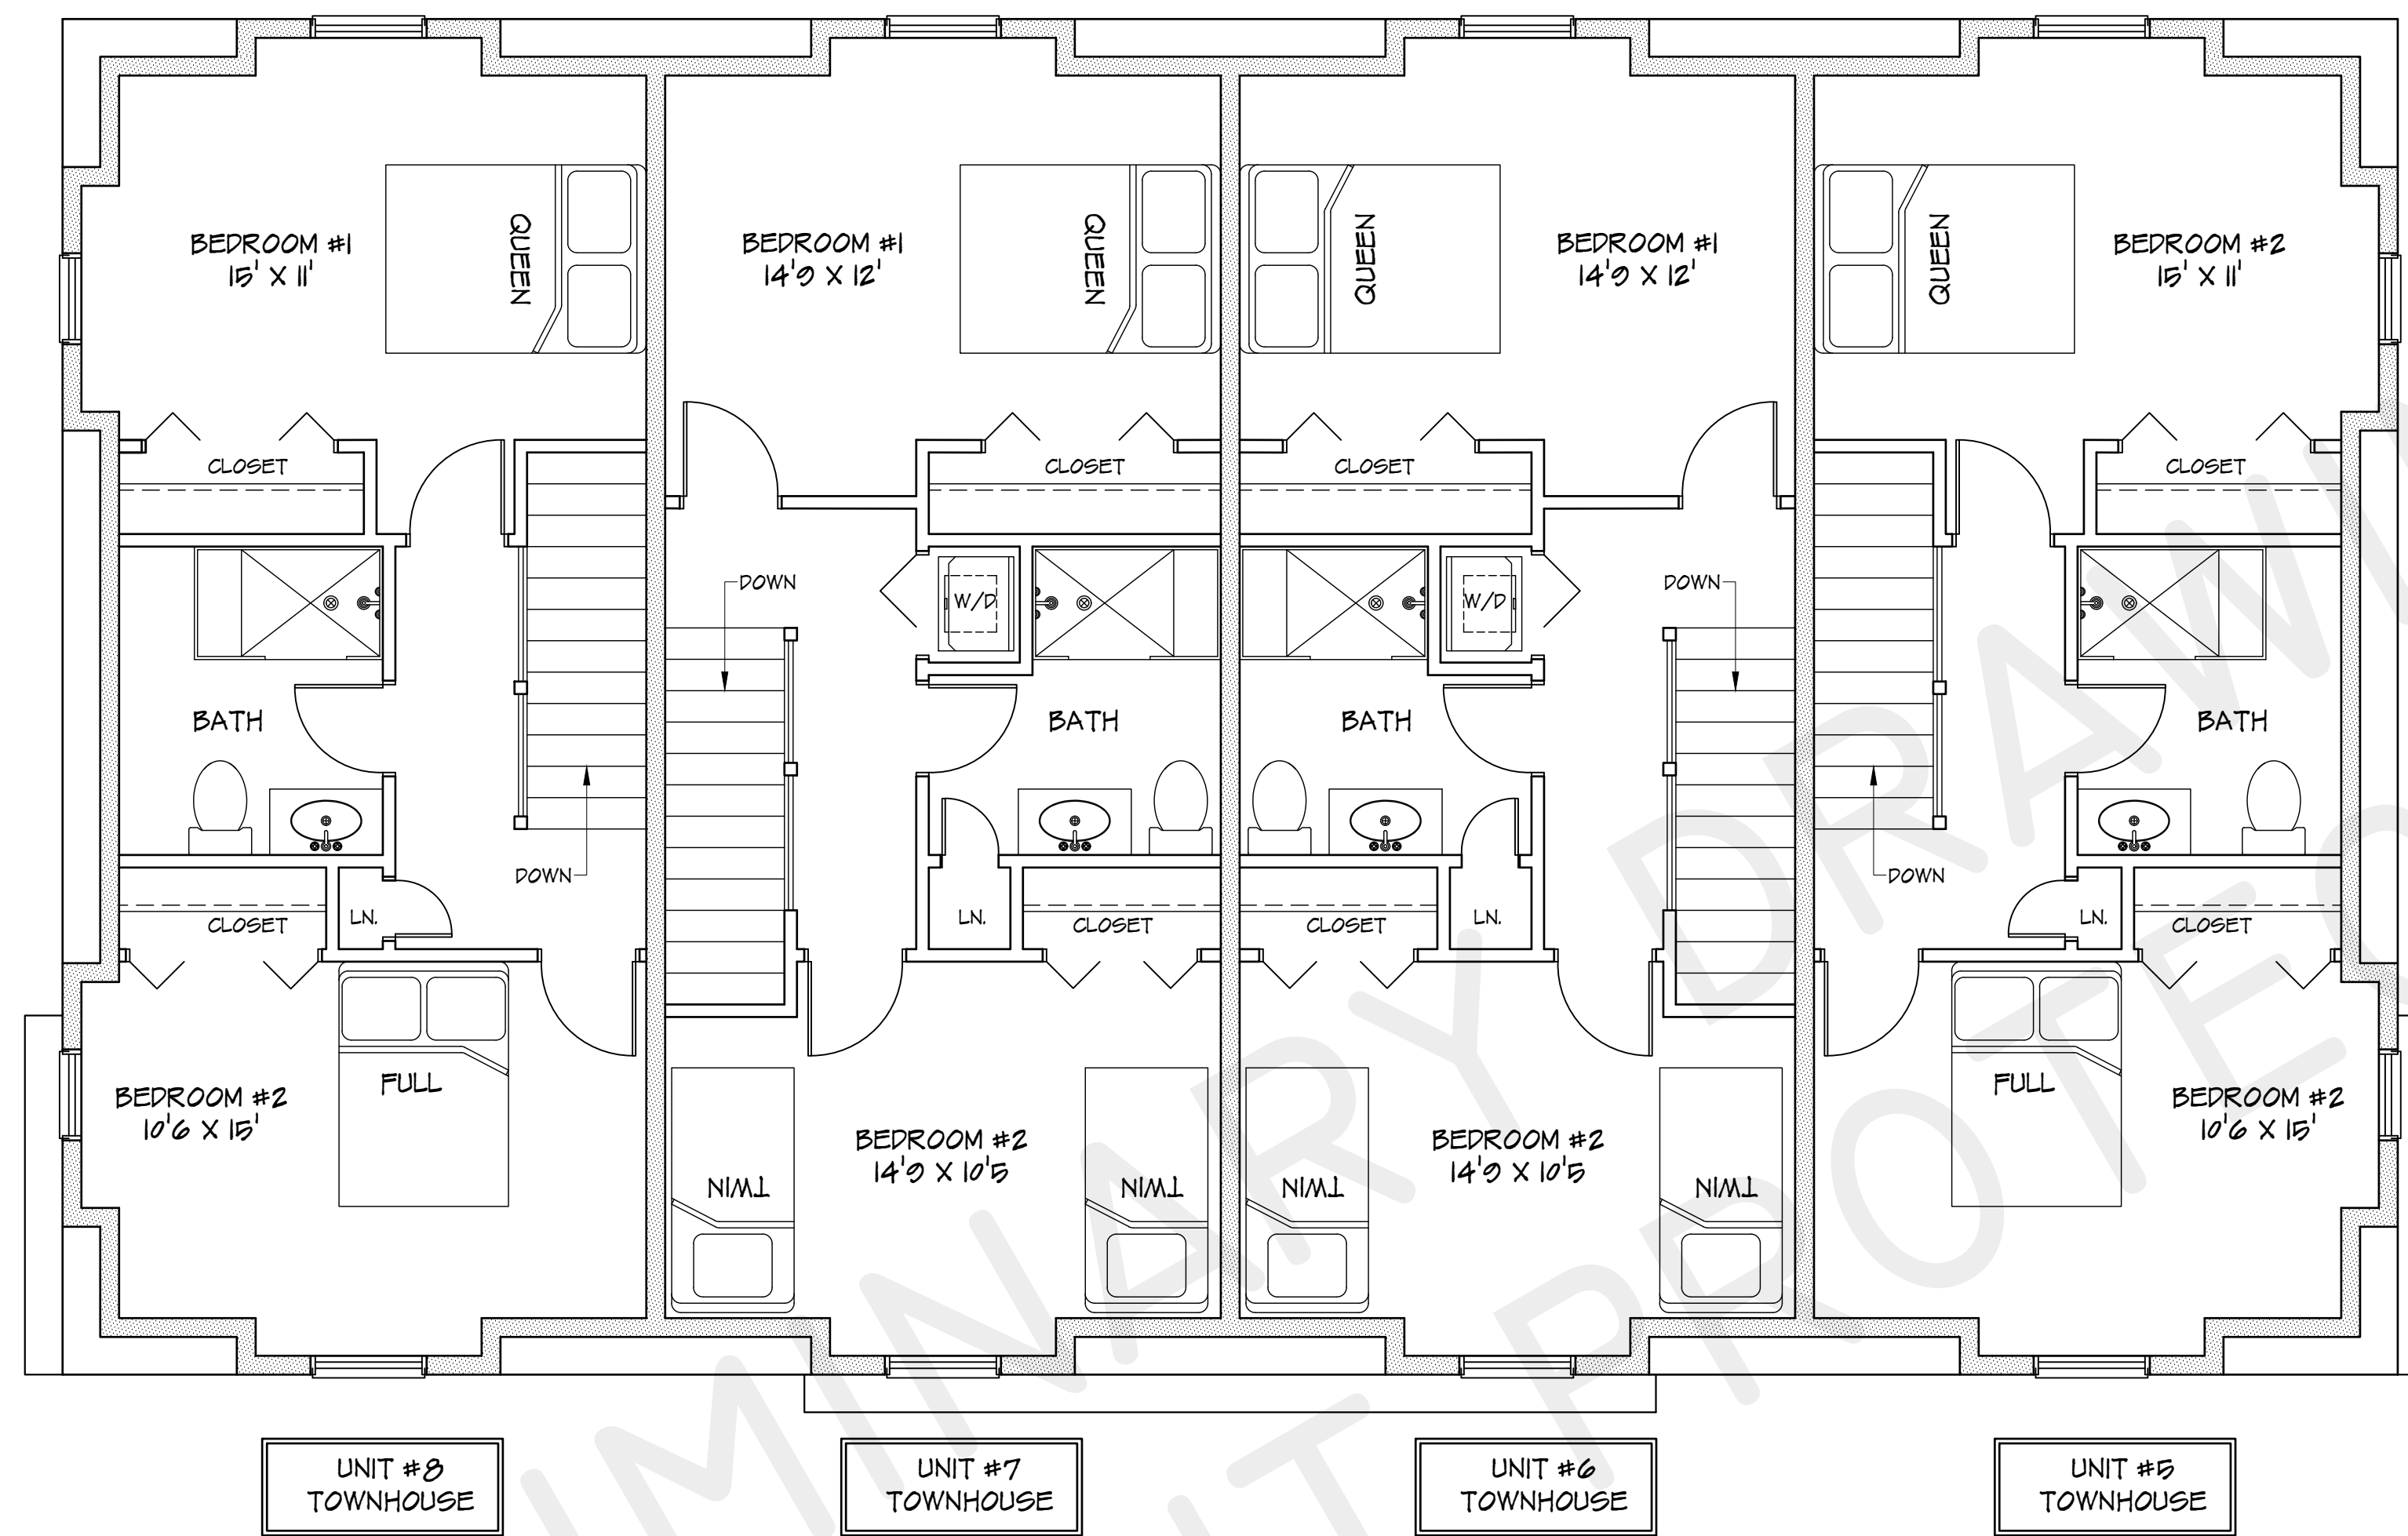 BEDROOM #1
15' X 11'
QUEEN
BEDROOM #1
14'9 X 12'
QUEEN
QUEEN
BEDROOM #1
14'9 X 12'
QUEEN
BEDROOM #2
15' X 11'
CLOSET
CLOSET
CLOSET
CLOSET
DOWN
W/D
W/D
DOWN
BATH
BATH
BATH
BATH
DOWN
DOWN
CLOSET
LN.
LN.
CLOSET
CLOSET
LN.
LN.
CLOSET
FULL
FULL
BEDROOM #2
10'6 X 15'
BEDROOM #2
10'6 X 15'
BEDROOM #2
14'9 X 10'5
BEDROOM #2
14'9 X 10'5
TWIN
TWIN
TWIN
TWIN
UNIT #8
TOWNHOUSE
UNIT #7
TOWNHOUSE
UNIT #6
TOWNHOUSE
UNIT #5
TOWNHOUSE